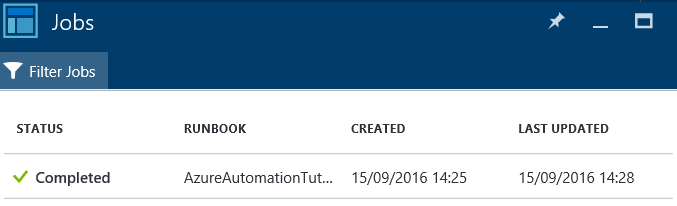 Jobs
Filter Jobs
STATUS RUNBOOK CREATED LAST UPDATED
Completed AzureAutomationTut... 15/09/2016 14:25 15/09/2016 14:28